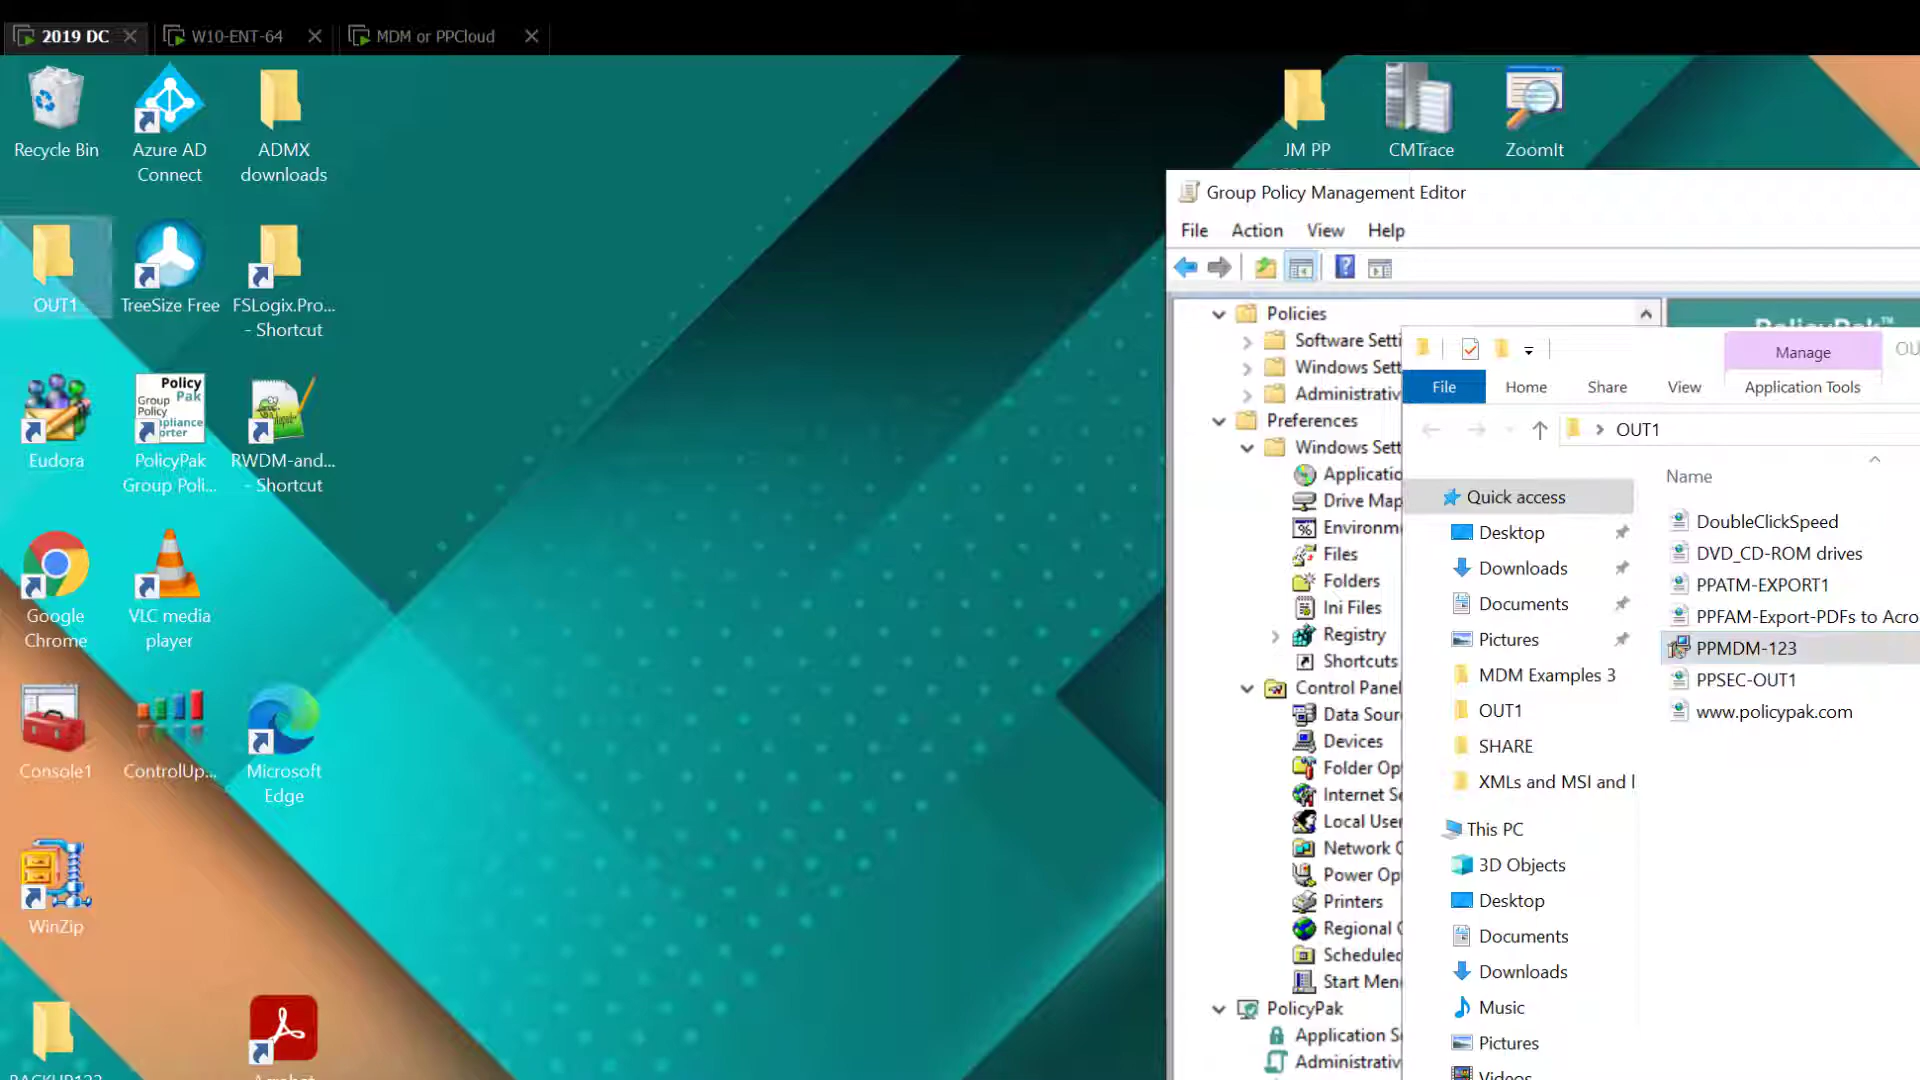 2019 DC
W10-ENT-64
MDM or PPCloud
Recycle Bin
Azure AD
Connect
ADMX
downloads
OUT1
TreeSize Free
FSLogix.Pro...
- Shortcut
Eudora
Policy
Pak
Group
Policy
PolicyPak
Group Poli...
RWDM-and...
- Shortcut
Google
Chrome
VLC media
player
Console1
ControlUp...
Microsoft
Edge
WinZip
BACKUP123
Acrobat
JM PP
CMTrace
ZoomIt
Group Policy Management Editor
File
Action
View
Help
Policies
Software Setti
Windows Sett
Administrativ
Preferences
Windows Sett
Applicatio
Drive Map
Environm
Files
Folders
Ini Files
Registry
Shortcuts
Control Panel
Data Sour
Devices
Folder Op
Internet Se
Local User
Network O
Power Op
Printers
Regional O
Scheduled
Start Men
PolicyPak
Application Se
Administrativ
PolicyPak™
Manage
OU
File
Home
Share
View
Application Tools
OUT1
Quick access
Desktop
Downloads
Documents
Pictures
MDM Examples 3
OUT1
SHARE
XMLs and MSI and l
This PC
3D Objects
Desktop
Documents
Downloads
Music
Pictures
Videos
Name
DoubleClickSpeed
DVD_CD-ROM drives
PPATM-EXPORT1
PPFAM-Export-PDFs to Acro
PPMDM-123
PPSEC-OUT1
www.policypak.com